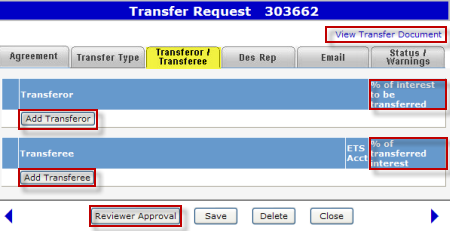 Transfer Request 303662
View Transfer Document
Agreement
Transfer Type
Transferor /
Transferee
Des Rep
Email
Status /
Warnings
Transferor
% of interest
to be
transferred
Add Transferor
Transferee
ETS
Acct
% of
transferred
interest
Add Transferee
Reviewer Approval
Save
Delete
Close